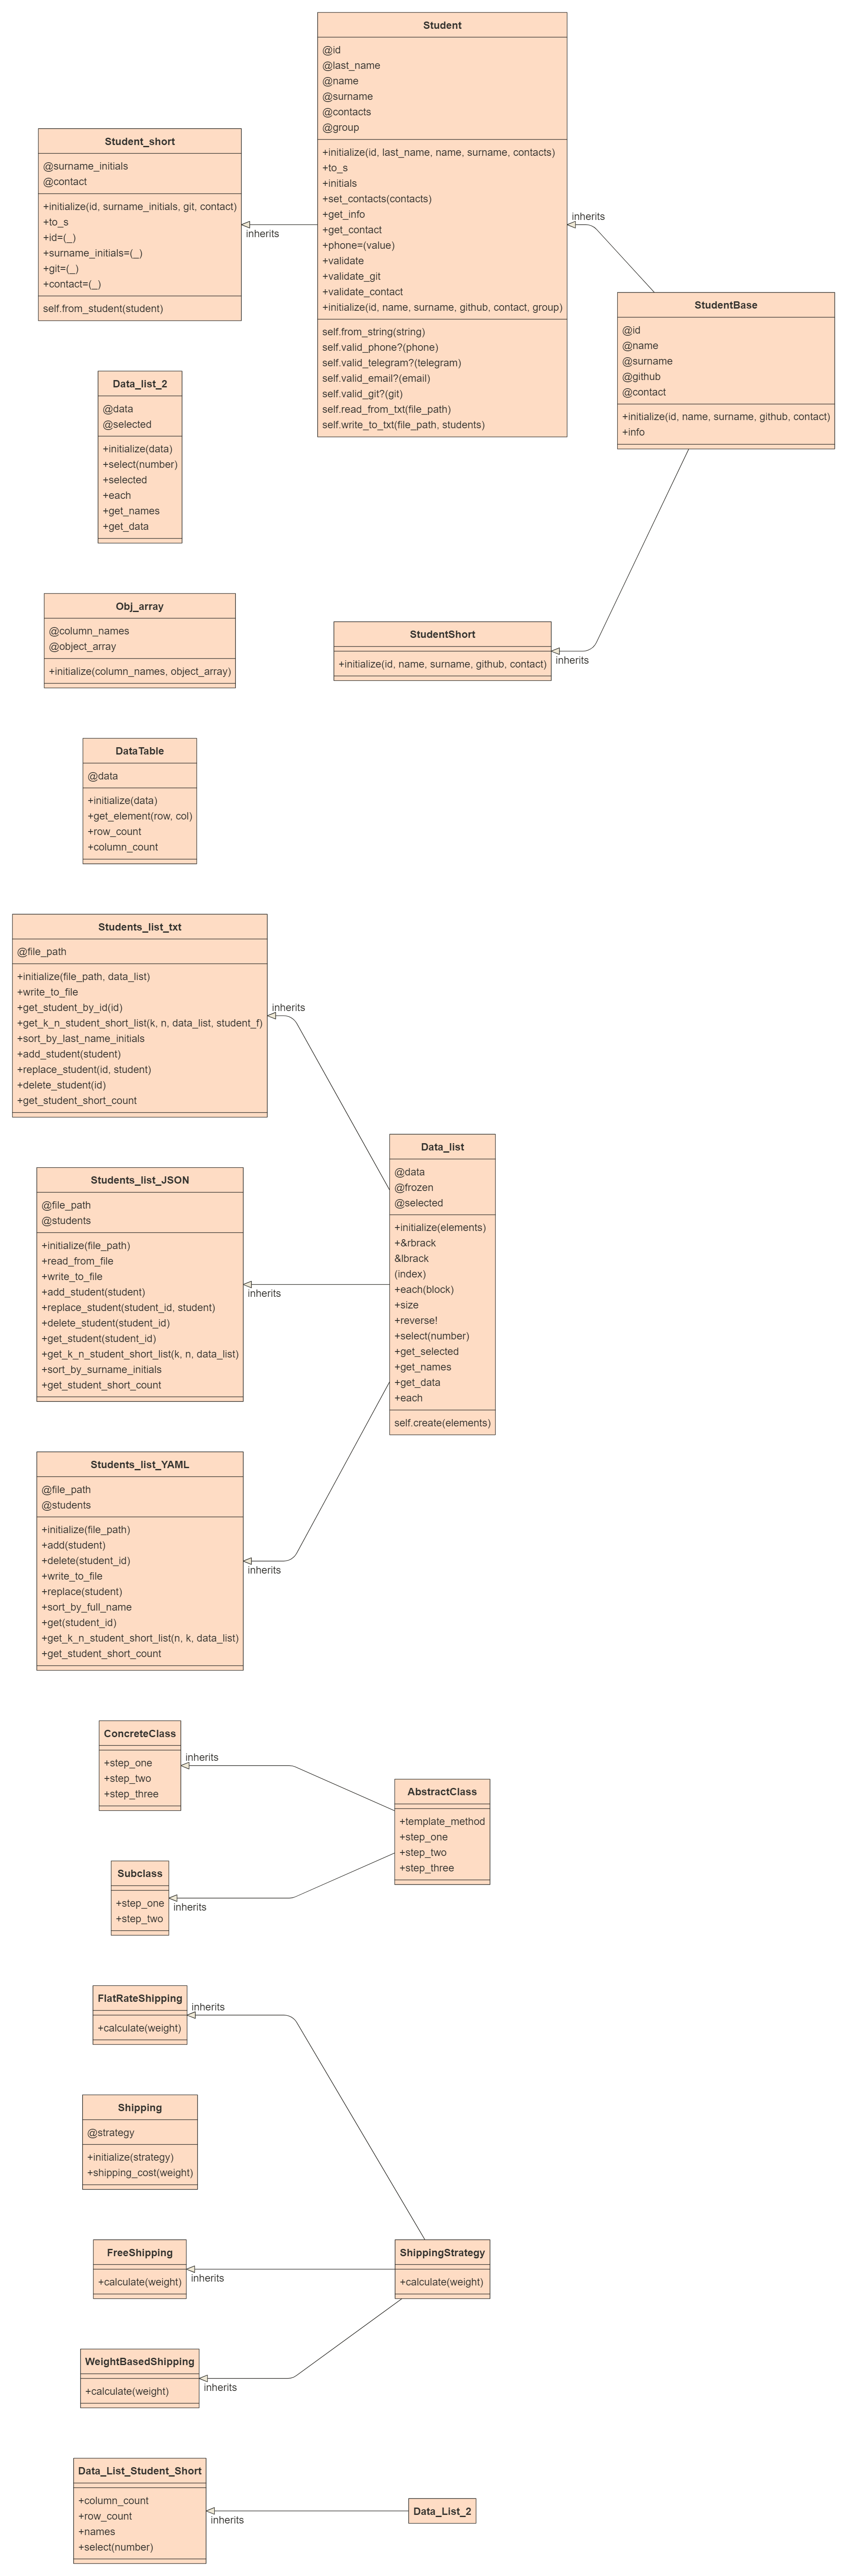 Student
@id
@last_name
@name
@surname
@contacts
@group
+initialize(id, last_name, name, surname, contacts)
+to_s
+initials
+set_contacts(contacts)
+get_info
+get_contact
+phone=(value)
+validate
+validate_git
+validate_contact
+initialize(id, name, surname, github, contact, group)
self.from_string(string)
self.valid_phone?(phone)
self.valid_telegram?(telegram)
self.valid_email?(email)
self.valid_git?(git)
self.read_from_txt(file_path)
self.write_to_txt(file_path, students)
Student_short
@surname_initials
@contact
+initialize(id, surname_initials, git, contact)
+to_s
+id=(_)
+surname_initials=(_)
+git=(_)
+contact=(_)
self.from_student(student)
inherits
inherits
StudentBase
@id
@name
@surname
@github
@contact
+initialize(id, name, surname, github, contact)
+info
Data_list_2
@data
@selected
+initialize(data)
+select(number)
+selected
+each
+get_names
+get_data
Obj_array
@column_names
@object_array
+initialize(column_names, object_array)
StudentShort
+initialize(id, name, surname, github, contact)
inherits
DataTable
@data
+initialize(data)
+get_element(row, col)
+row_count
+column_count
Students_list_txt
@file_path
+initialize(file_path, data_list)
+write_to_file
+get_student_by_id(id)
+get_k_n_student_short_list(k, n, data_list, student_f)
+sort_by_last_name_initials
+add_student(student)
+replace_student(id, student)
+delete_student(id)
+get_student_short_count
inherits
Data_list
@data
@frozen
@selected
+initialize(elements)
+&rbrack
&lbrack
(index)
+each(block)
+size
+reverse!
+select(number)
+get_selected
+get_names
+get_data
+each
self.create(elements)
Students_list_JSON
@file_path
@students
+initialize(file_path)
+read_from_file
+write_to_file
+add_student(student)
+replace_student(student_id, student)
+delete_student(student_id)
+get_student(student_id)
+get_k_n_student_short_list(k, n, data_list)
+sort_by_surname_initials
+get_student_short_count
inherits
Students_list_YAML
@file_path
@students
+initialize(file_path)
+add(student)
+delete(student_id)
+write_to_file
+replace(student)
+sort_by_full_name
+get(student_id)
+get_k_n_student_short_list(n, k, data_list)
+get_student_short_count
inherits
ConcreteClass
+step_one
+step_two
+step_three
inherits
AbstractClass
+template_method
+step_one
+step_two
+step_three
Subclass
+step_one
+step_two
inherits
FlatRateShipping
+calculate(weight)
inherits
Shipping
@strategy
+initialize(strategy)
+shipping_cost(weight)
FreeShipping
+calculate(weight)
inherits
ShippingStrategy
+calculate(weight)
WeightBasedShipping
+calculate(weight)
inherits
Data_List_Student_Short
+column_count
+row_count
+names
+select(number)
inherits
Data_List_2